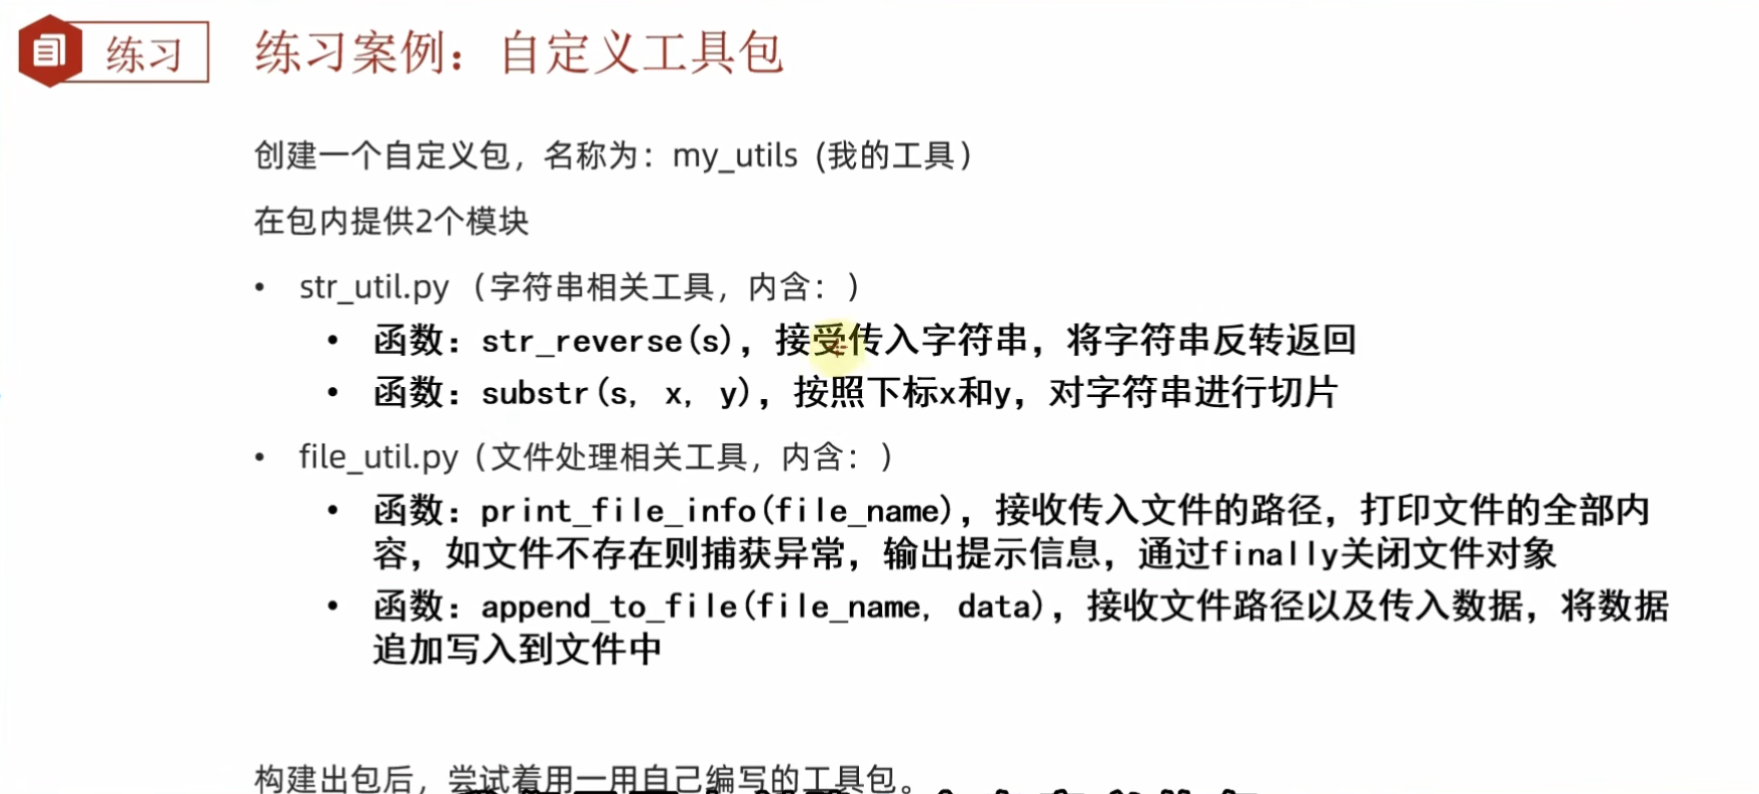 练习
练习案例：自定义工具包
创建一个自定义包，名称为：my_utils (我的工具)
在包内提供2个模块
• str_util.py （字符串相关工具，内含：）
• 函数：str_reverse(s)，接受传入字符串，将字符串反转返回
• 函数：substr(s, x, y)，按照下标x和y，对字符串进行切片
• file_util.py（文件处理相关工具，内含：）
• 函数：print_file_info(file_name)，接收传入文件的路径，打印文件的全部内
容，如文件不存在则捕获异常，输出提示信息，通过finally关闭文件对象
• 函数：append_to_file(file_name, data)，接收文件路径以及传入数据，将数据
追加写入到文件中
构建出包后，尝试着用一用自己编写的工具包。